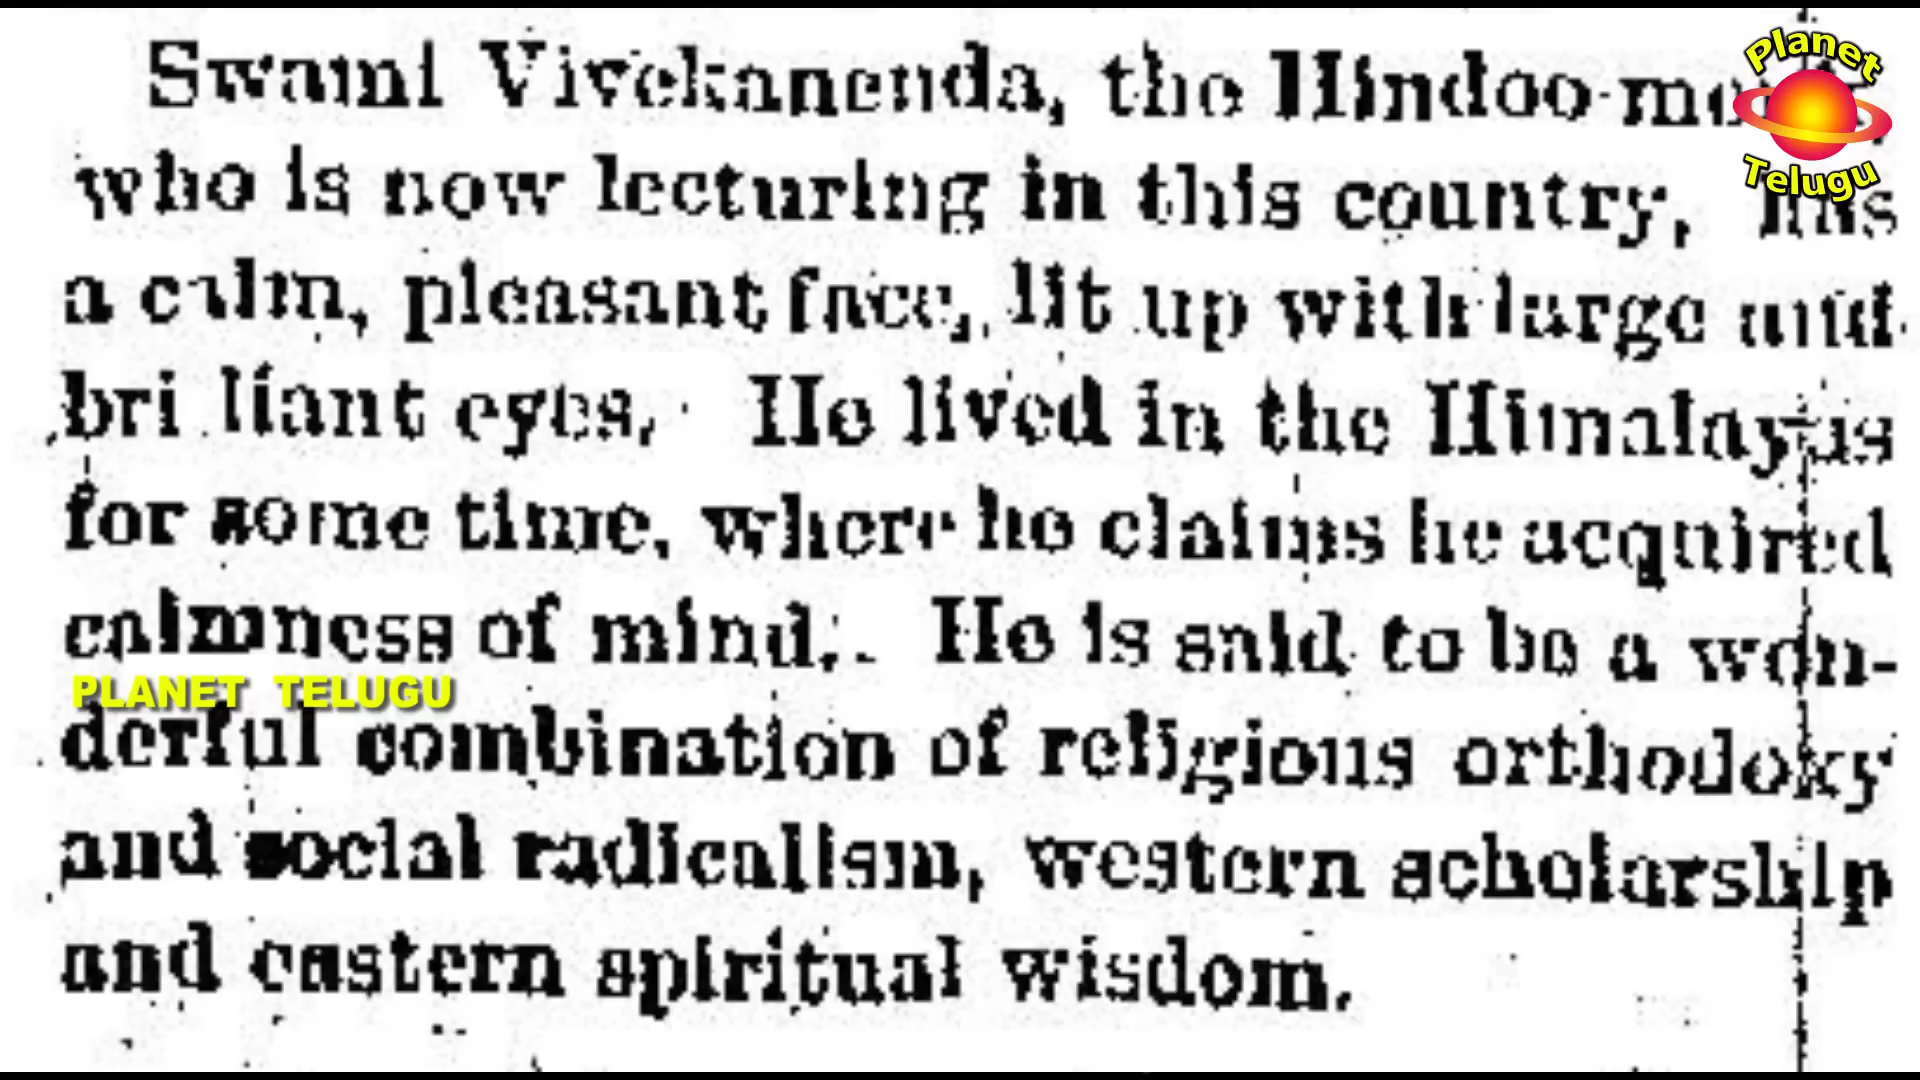 Swami Vivekanenda, the Hindoo
who is now lecturing in this country, has
a calm, pleasant face, lit up with large and
brilliant eyes. He lived in the Himalayas
for some time, where he claims he acquired
calmness of mind. He is said to be a won-
derful combination of religious orthodoxy
and social radicalism, western scholarship
and eastern spiritual wisdom.
Planet
Telugu
PLANET TELUGU